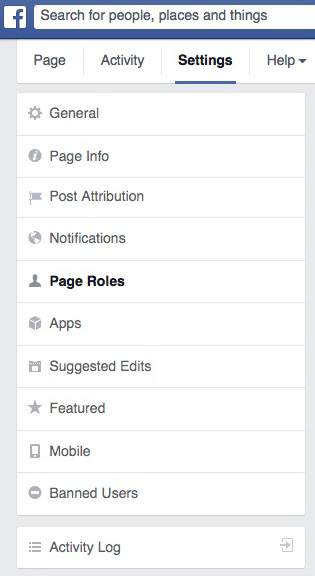 f Search for people, places and things
Page Activity Settings Help
General
Page Info
Post Attribution
Notifications
Page Roles
Apps
Suggested Edits
Featured
Mobile
Banned Users
Activity Log